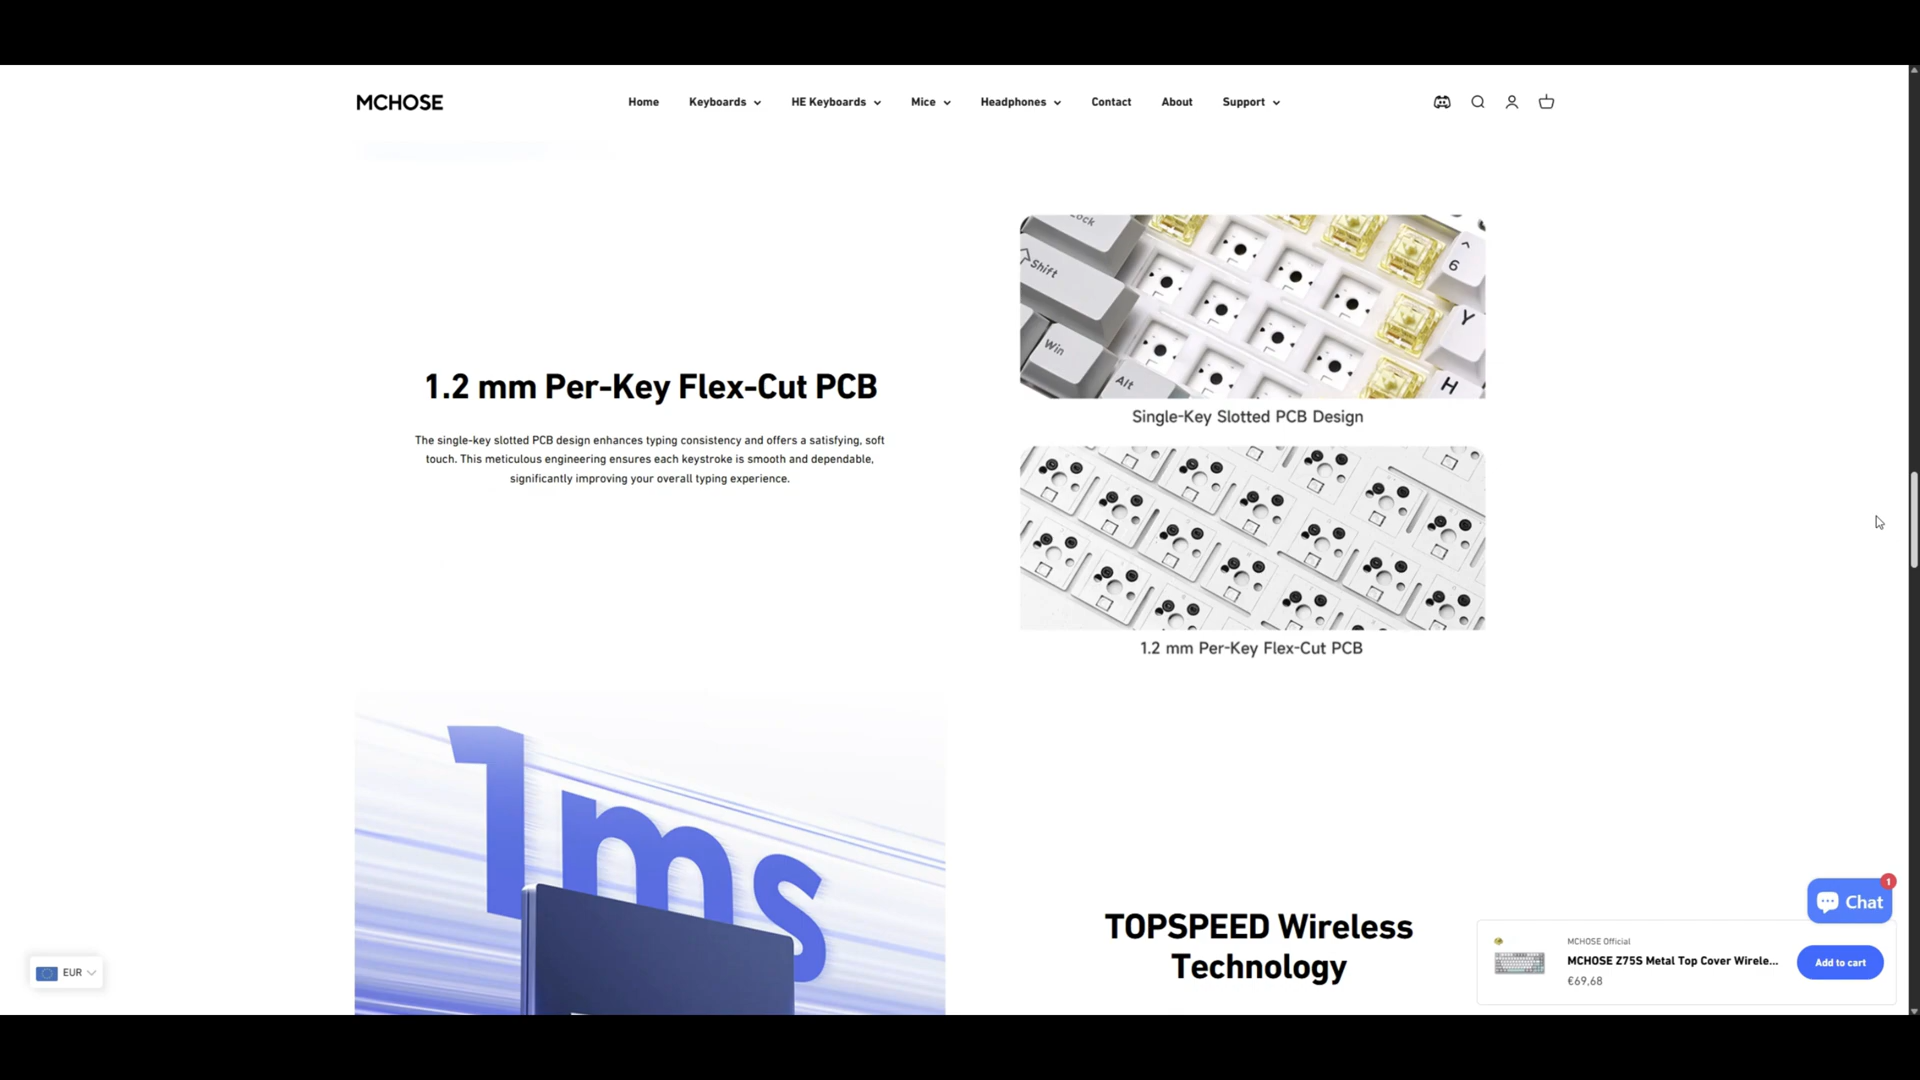 MCHOSE
Home
Keyboards
HE Keyboards
Mice
Headphones
Contact
About
Support
Lock
Shift
Win
Alt
^
6
Y
H
Single-Key Slotted PCB Design
1.2 mm Per-Key Flex-Cut PCB
The single-key slotted PCB design enhances typing consistency and offers a satisfying, soft
touch. This meticulous engineering ensures each keystroke is smooth and dependable,
significantly improving your overall typing experience.
1.2 mm Per-Key Flex-Cut PCB
1ms
TOPSPEED Wireless
Technology
1
Chat
MCHOSE Official
MCHOSE Z75S Metal Top Cover Wirele...
€69,68
Add to cart
EUR